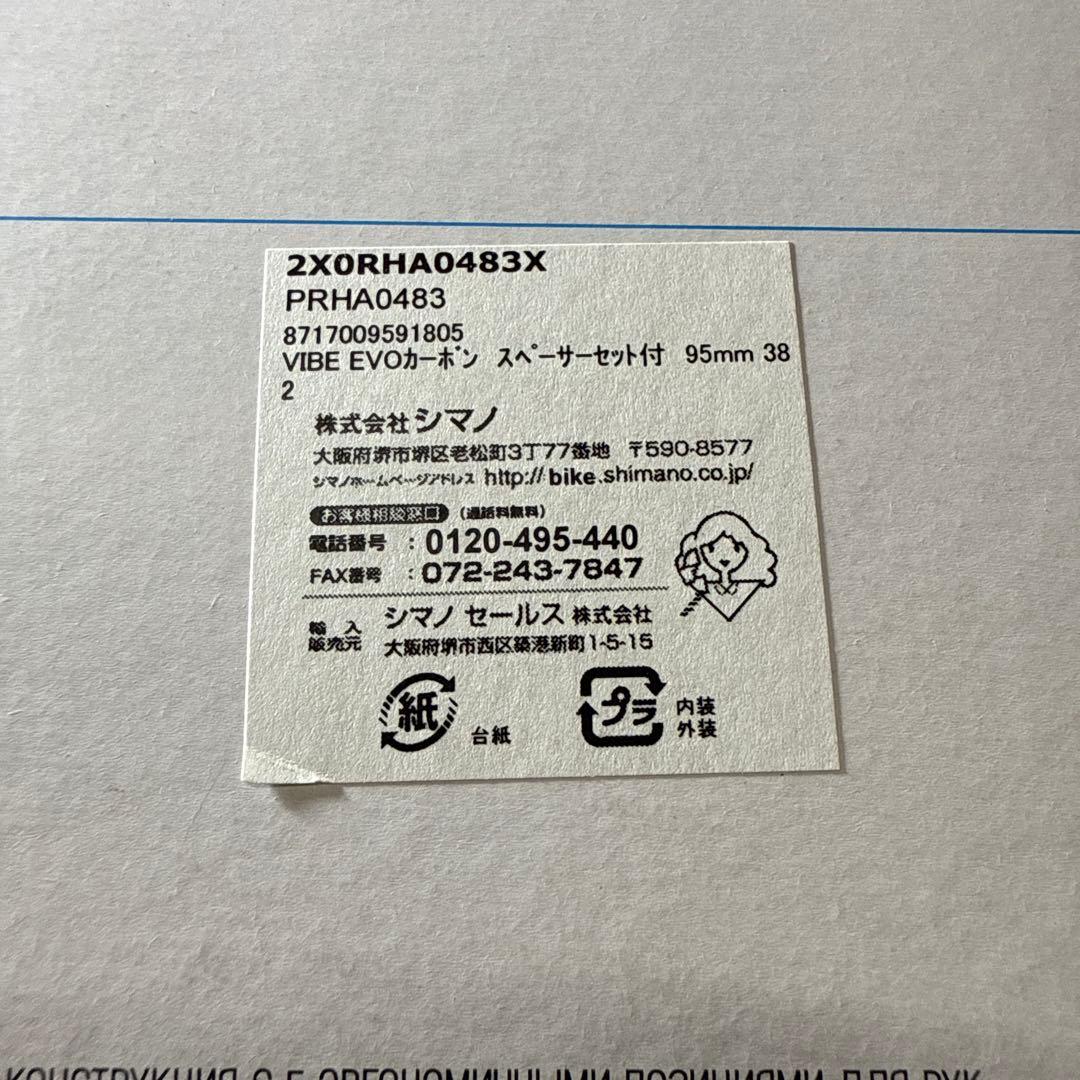 2X0RHA0483X
PRHA0483
8717009591805
VIBE EVOカーボン スペーサーセット付 95mm 38
2
株式会社シマノ
大阪府堺市堺区老松町3丁77番地 〒590-8577
シマノホームページアドレス http://bike.shimano.co.jp/
お客様相談窓口 (通話料無料)
電話番号 : 0120-495-440
FAX番号 : 072-243-7847
輸入 シマノ セールス 株式会社
販売元 大阪府堺市西区築港新町1-5-15
紙 台紙
プラ 内装
外装
КОНСТРУКЦИЯ С 5 ЭРГОНОМИЧНЫМИ ПОЗИЦИЯМИ ДЛЯ РУК